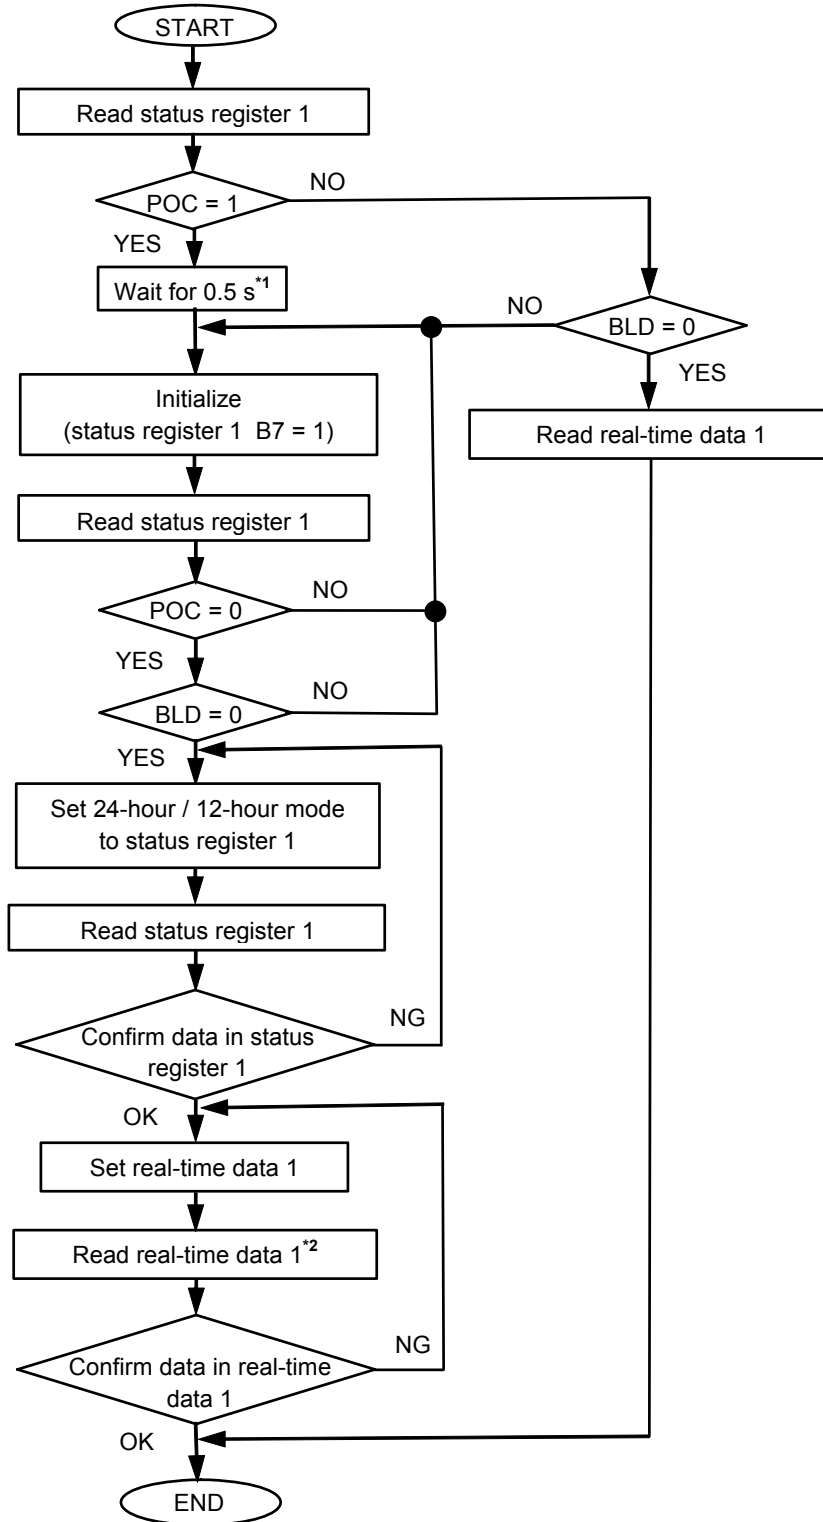 START
Read status register 1
POC = 1
NO
YES
Wait for 0.5 s*1
NO
BLD = 0
YES
Initialize
(status register 1  B7 = 1)
Read real-time data 1
Read status register 1
POC = 0
NO
YES
BLD = 0
NO
YES
Set 24-hour / 12-hour mode
to status register 1
Read status register 1
Confirm data in status
register 1
NG
OK
Set real-time data 1
Read real-time data 1*2
Confirm data in real-time
data 1
NG
OK
END